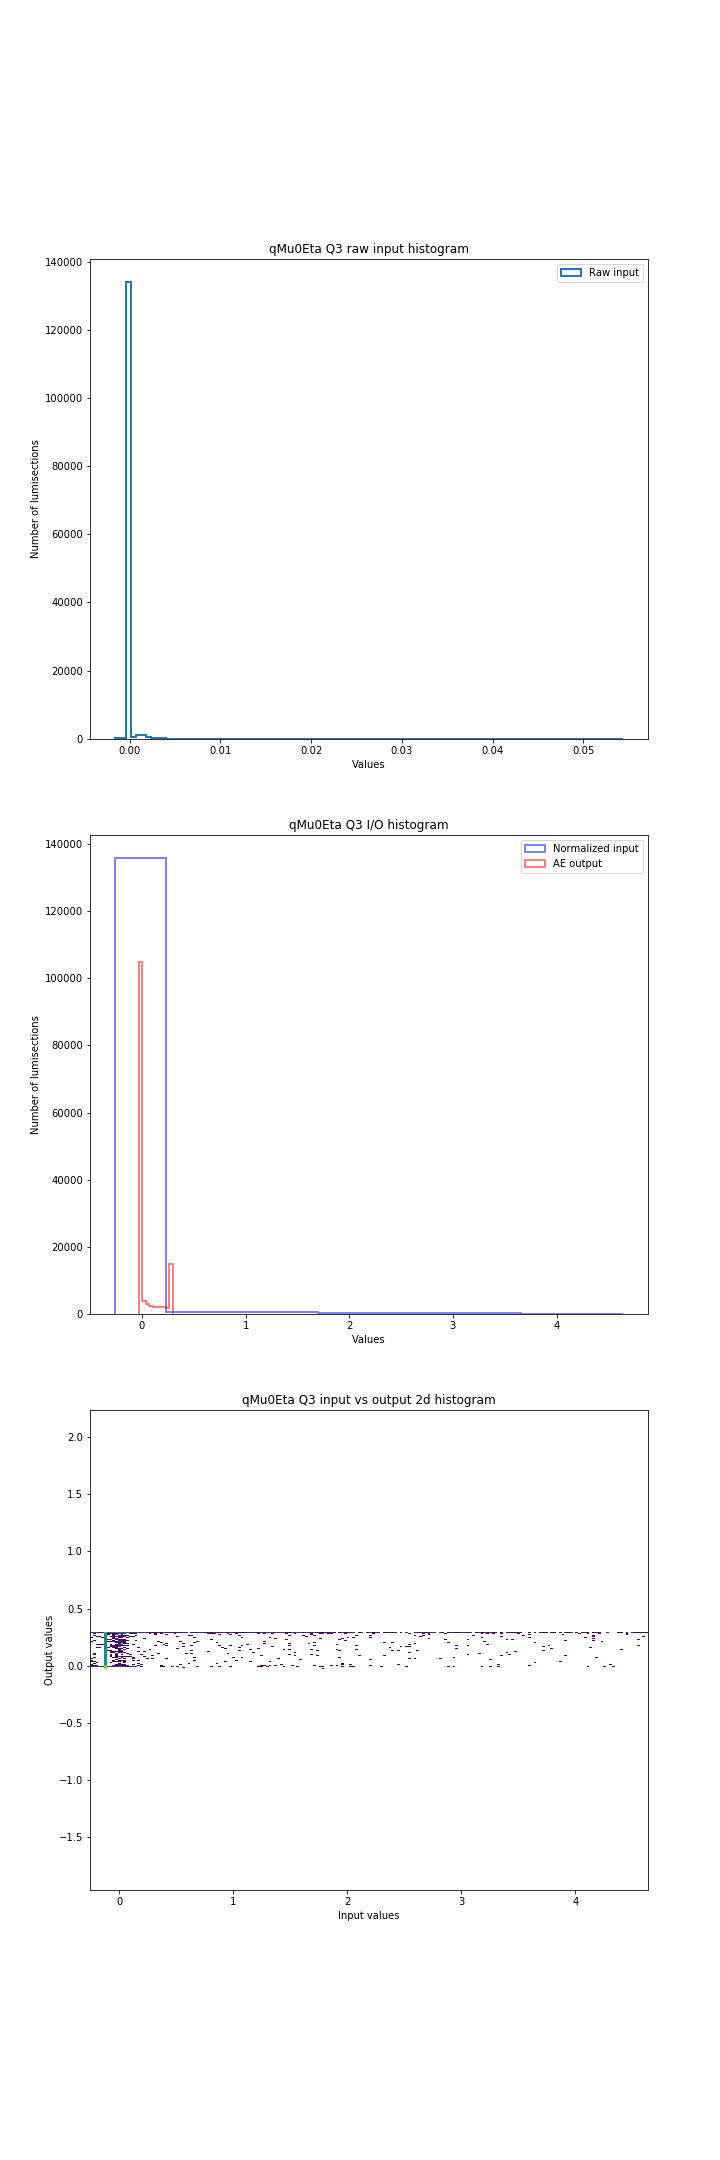 qMu0Eta Q3 raw input histogram
140000
Raw input
120000
100000
80000
60000
40000
20000
0
Number of lumisections
0.00 0.01 0.02 0.03 0.04 0.05
Values
qMu0Eta Q3 I/O histogram
140000
Normalized input
AE output
120000
100000
80000
60000
40000
20000
0
Number of lumisections
0 1 2 3 4
Values
qMu0Eta Q3 input vs output 2d histogram
2.0
1.5
1.0
0.5
0.0
−0.5
−1.0
−1.5
Output values
0 1 2 3 4
Input values